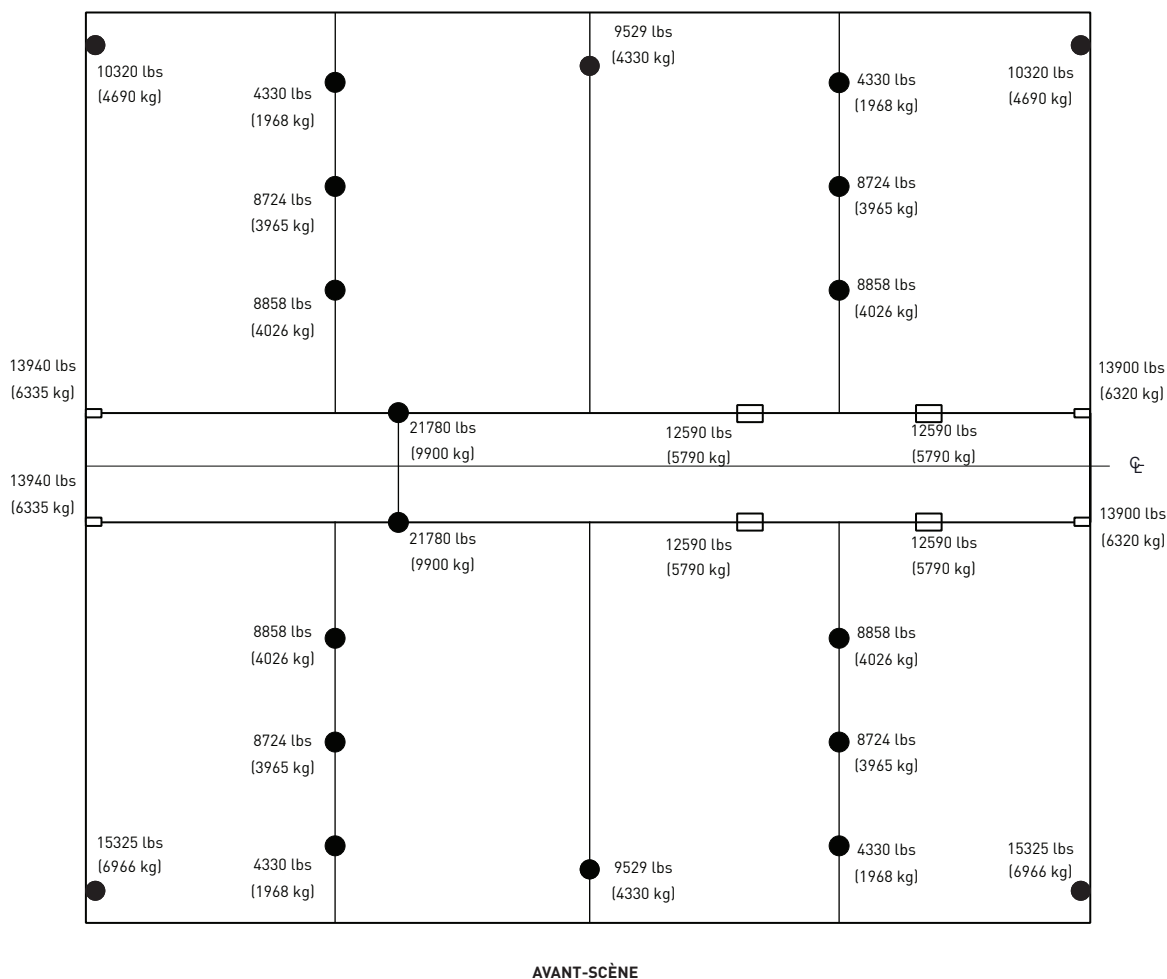 9529 lbs
(4330 kg)
10320 lbs
(4690 kg)
4330 lbs
(1968 kg)
4330 lbs
(1968 kg)
10320 lbs
(4690 kg)
8724 lbs
(3965 kg)
8724 lbs
(3965 kg)
8858 lbs
(4026 kg)
8858 lbs
(4026 kg)
13940 lbs
(6335 kg)
13900 lbs
(6320 kg)
21780 lbs
(9900 kg)
12590 lbs
(5790 kg)
12590 lbs
(5790 kg)
℄
13940 lbs
(6335 kg)
13900 lbs
(6320 kg)
21780 lbs
(9900 kg)
12590 lbs
(5790 kg)
12590 lbs
(5790 kg)
8858 lbs
(4026 kg)
8858 lbs
(4026 kg)
8724 lbs
(3965 kg)
8724 lbs
(3965 kg)
15325 lbs
(6966 kg)
4330 lbs
(1968 kg)
9529 lbs
(4330 kg)
4330 lbs
(1968 kg)
15325 lbs
(6966 kg)
AVANT-SCÈNE